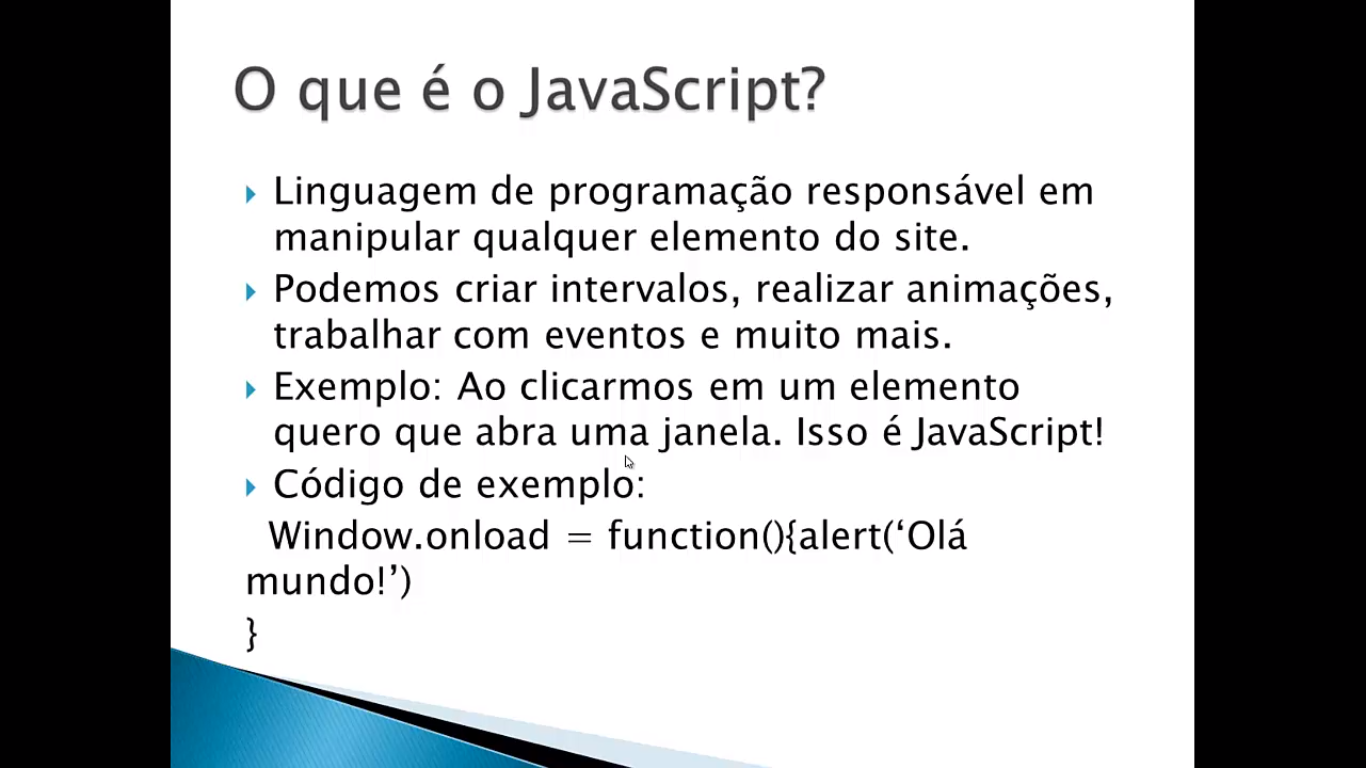 O que é o JavaScript?
Linguagem de programação responsável em
manipular qualquer elemento do site.
Podemos criar intervalos, realizar animações,
trabalhar com eventos e muito mais.
Exemplo: Ao clicarmos em um elemento
quero que abra uma janela. Isso é JavaScript!
Código de exemplo:
Window.onload = function(){alert(‘Olá
mundo!’)
}